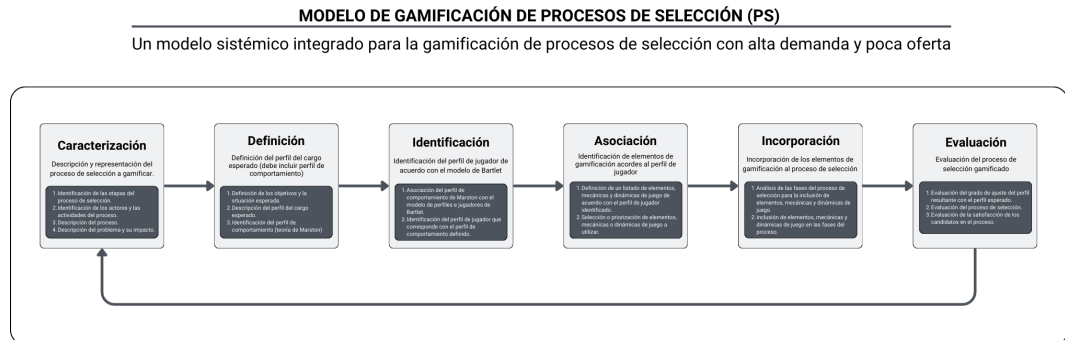 MODELO DE GAMIFICACIÓN DE PROCESOS DE SELECCIÓN (PS)
Un modelo sistémico integrado para la gamificación de procesos de selección con alta demanda y poca oferta
Caracterización
Descripción y representación del
proceso de selección a gamificar.
1. Identificación de las etapas del
proceso de selección.
2. Identificación de los actores y las
actividades del proceso.
3. Descripción del proceso.
4. Descripción del problema y su impacto.
Definición
Definición del perfil del cargo
esperado (debe incluir perfil de
comportamiento)
1. Definición de los objetivos y la
situación esperada.
2. Descripción del perfil del cargo
esperado.
3. Identificación del perfil de
comportamiento (teoría de Marston)
Identificación
Identificación del perfil de jugador de
acuerdo con el modelo de Bartlet
1. Asociación del perfil de
comportamiento de Marston con el
modelo de perfiles e jugadores de
Bartlet.
2. Identificación del perfil de jugador que
corresponde con el perfil de
comportamiento definido.
Asociación
Identificación de elementos de
gamificación acordes al perfil de
jugador
1. Definición de un listado de elementos,
mecánicas y dinámicas de juego de
acuerdo con el perfil de jugador
identificado.
2. Selección o priorización de elementos,
mecánicas o dinámicas de juego a
utilizar.
Incorporación
Incorporación de los elementos de
gamificación al proceso de selección
1. Análisis de las fases del proceso de
selección para la inclusión de
elementos, mecánicas y dinámicas de
juego.
2. Inclusión de elementos, mecánicas y
dinámicas de juego en las fases del
proceso.
Evaluación
Evaluación del proceso de
selección gamificado
1. Evaluación del grado de ajuste del perfil
resultante con el perfil esperado.
2. Evaluación del proceso de selección.
3. Evaluación de la satisfacción de los
candidatos en el proceso.